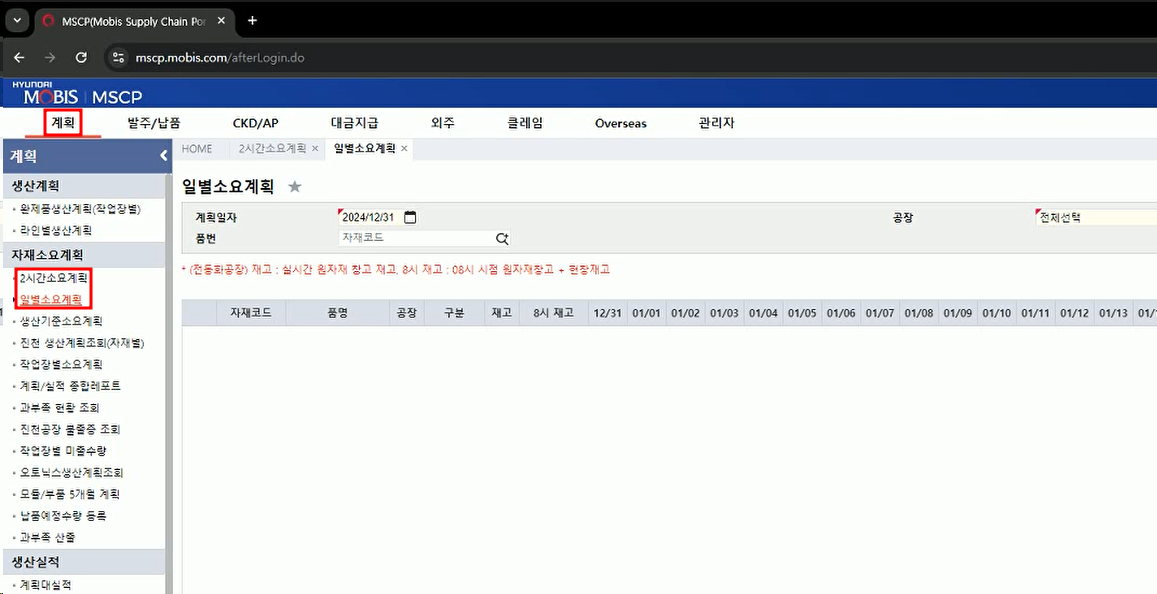 MSCP(Mobis Supply Chain Por
mscp.mobis.com/afterLogin.do
HYUNDAI
MOBIS | MSCP
계획 발주/납품 CKD/AP 대금지급 외주 클레임 Overseas 관리자
계획
HOME 2시간소요계획 × 일별소요계획 ×
생산계획
완제품생산계획(작업장별)
라인별생산계획
자재소요계획
2시간소요계획
일별소요계획
생산기준소요계획
진천 생산계획조회(자재별)
작업장별소요계획
계획/실적 종합레포트
과부족 현황 조회
진천공장 불출증 조회
작업장별 미출수량
오토닉스생산계획조회
모듈/부품 5개월 계획
납품예정수량 등록
과부족 산출
생산실적
계획대실적
일별소요계획
계획일자 2024/12/31 공장 전체선택
품번 자재코드
* (전동화공장) 재고 : 실시간 원자재 창고 재고, 8시 재고 : 08시 시점 원자재창고 + 현장재고
자재코드 품명 공장 구분 재고 8시 재고 12/31 01/01 01/02 01/03 01/04 01/05 01/06 01/07 01/08 01/09 01/10 01/11 01/12 01/13